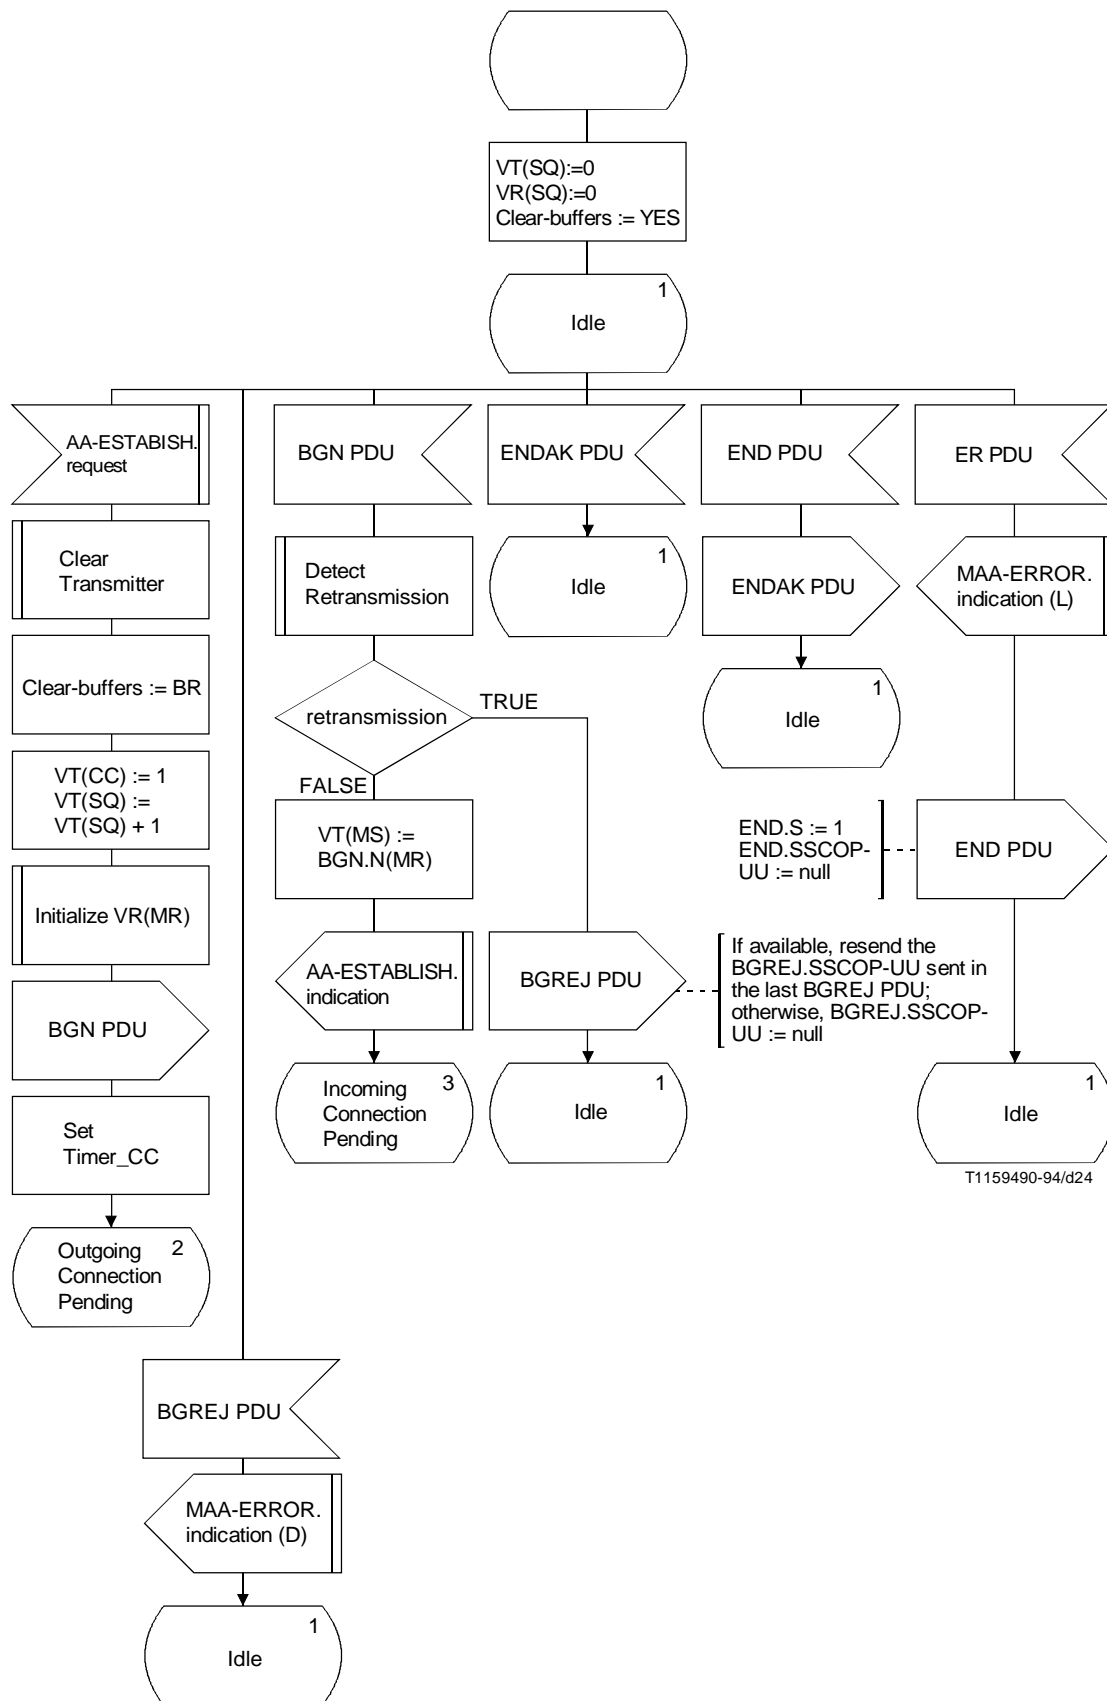 VT(SQ):=0
VR(SQ):=0
Clear-buffers := YES
1
Idle
AA-ESTABISH.
request
Clear
Transmitter
Clear-buffers := BR
VT(CC) := 1
VT(SQ) :=
VT(SQ) + 1
Initialize VR(MR)
BGN PDU
Set
Timer_CC
Outgoing 2
Connection
Pending
BGREJ PDU
MAA-ERROR.
indication (D)
1
Idle
BGN PDU
Detect
Retransmission
retransmission
TRUE
FALSE
VT(MS) :=
BGN.N(MR)
AA-ESTABLISH.
indication
Incoming 3
Connection
Pending
BGREJ PDU
If available, resend the
BGREJ.SSCOP-UU sent in
the last BGREJ PDU;
otherwise, BGREJ.SSCOP-
UU := null
1
Idle
ENDAK PDU
1
Idle
END PDU
ENDAK PDU
1
Idle
ER PDU
MAA-ERROR.
indication (L)
END.S := 1
END.SSCOP-
UU := null
END PDU
1
Idle
T1159490-94/d24